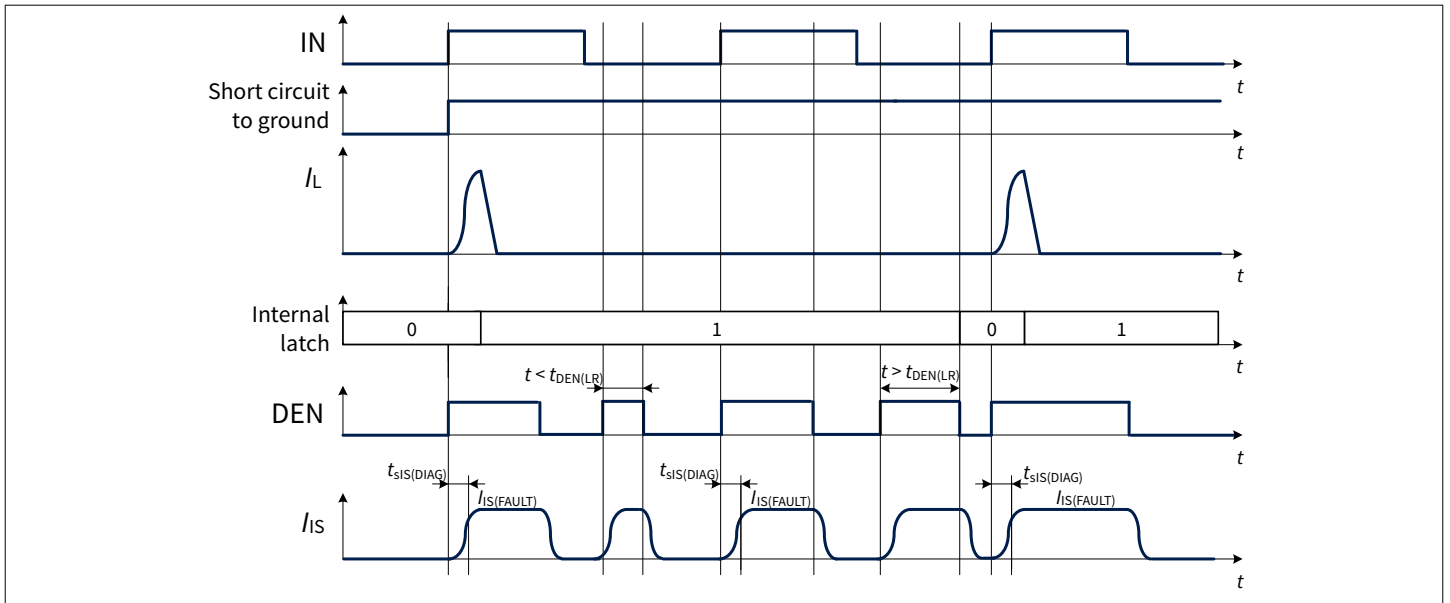 IN
t
Short circuit
to ground
t
IL
t
Internal
latch
0
1
0
1
t
t < tDEN(LR)
t > tDEN(LR)
DEN
t
tsIS(DIAG)
IIS(FAULT)
tsIS(DIAG)
IIS(FAULT)
tsIS(DIAG)
IIS(FAULT)
IIS
t